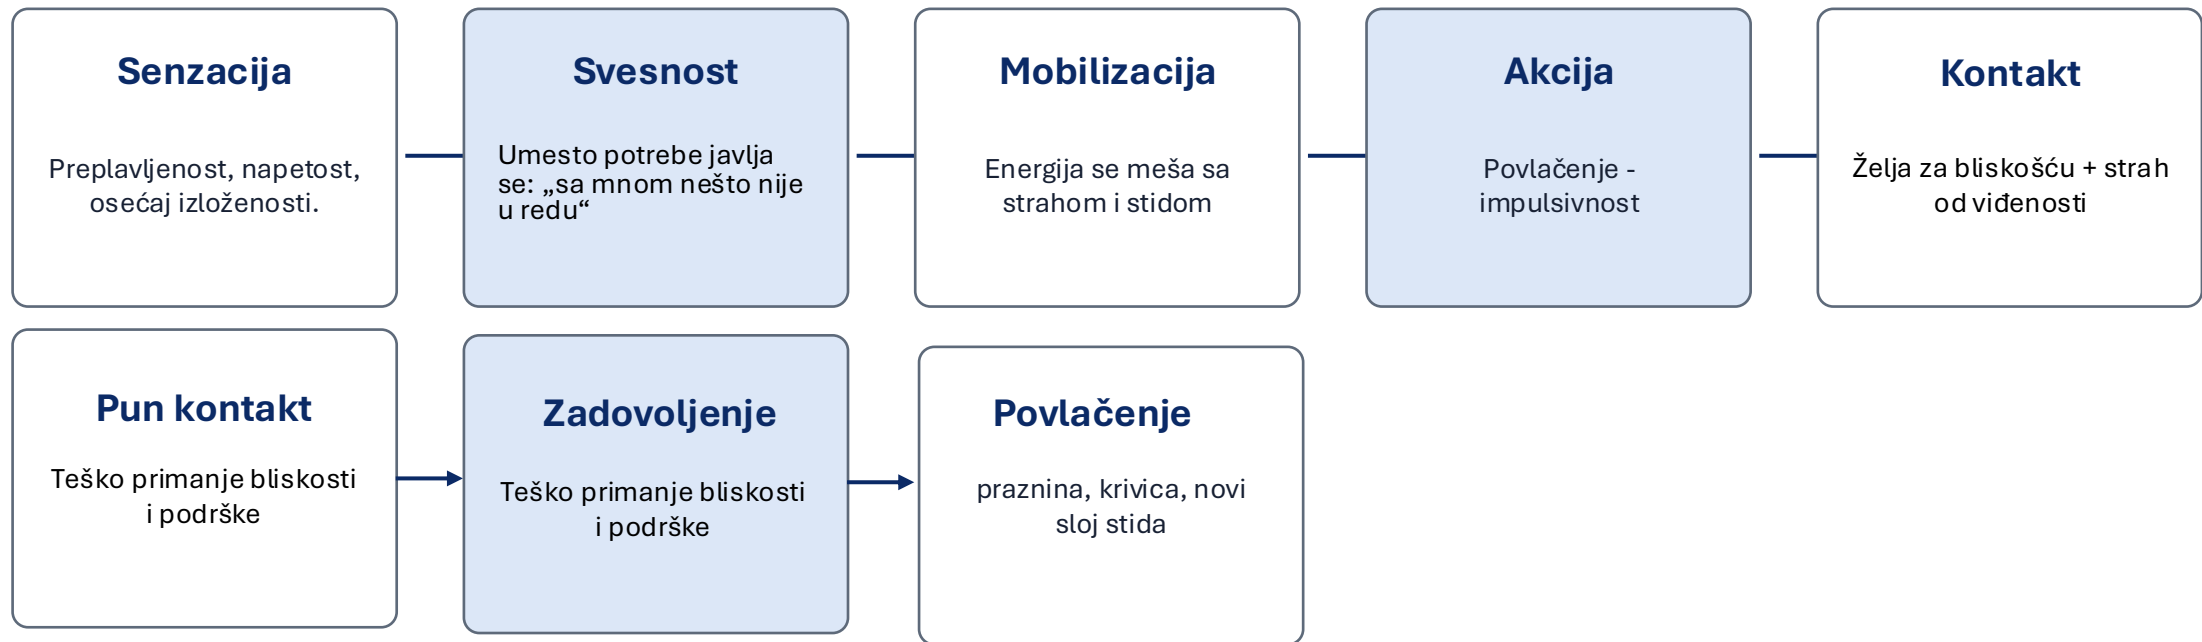 Senzacija
Preplavljenost, napetost,
osećaj izloženosti.
Svesnost
Umesto potrebe javlja
se: „sa mnom nešto nije
u redu“
Mobilizacija
Energija se meša sa
strahom i stidom
Akcija
Povlačenje -
impulsivnost
Kontakt
Želja za bliskošću + strah
od viđenosti
Pun kontakt
Teško primanje bliskosti
i podrške
Zadovoljenje
Teško primanje bliskosti
i podrške
Povlačenje
praznina, krivica, novi
sloj stida